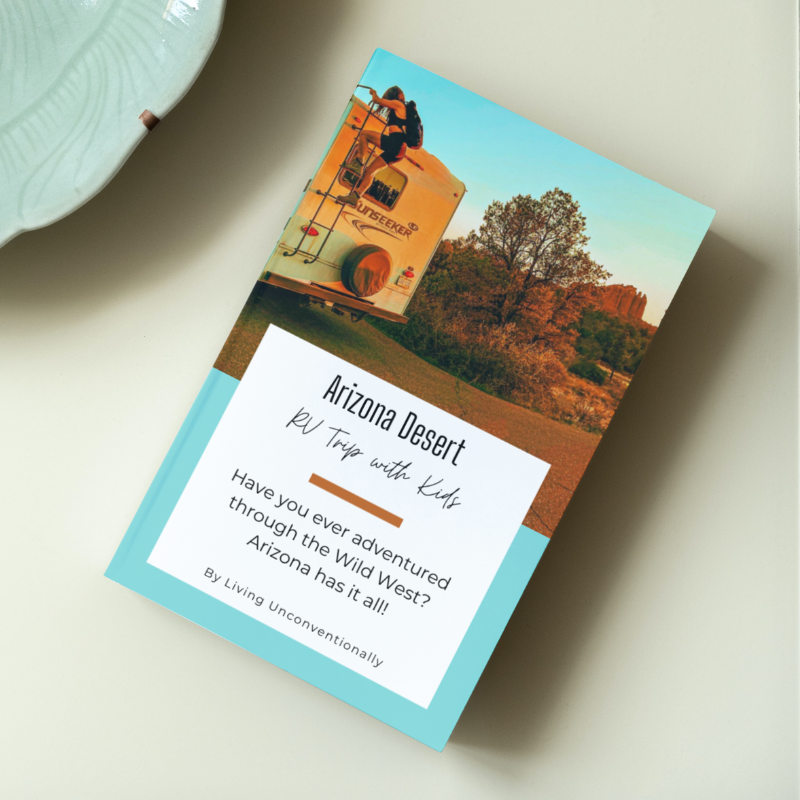 SUNSEEKER
Arizona Desert
RV Trip with Kids
Have you ever adventured
through the Wild West?
Arizona has it all!
By Living Unconventionally